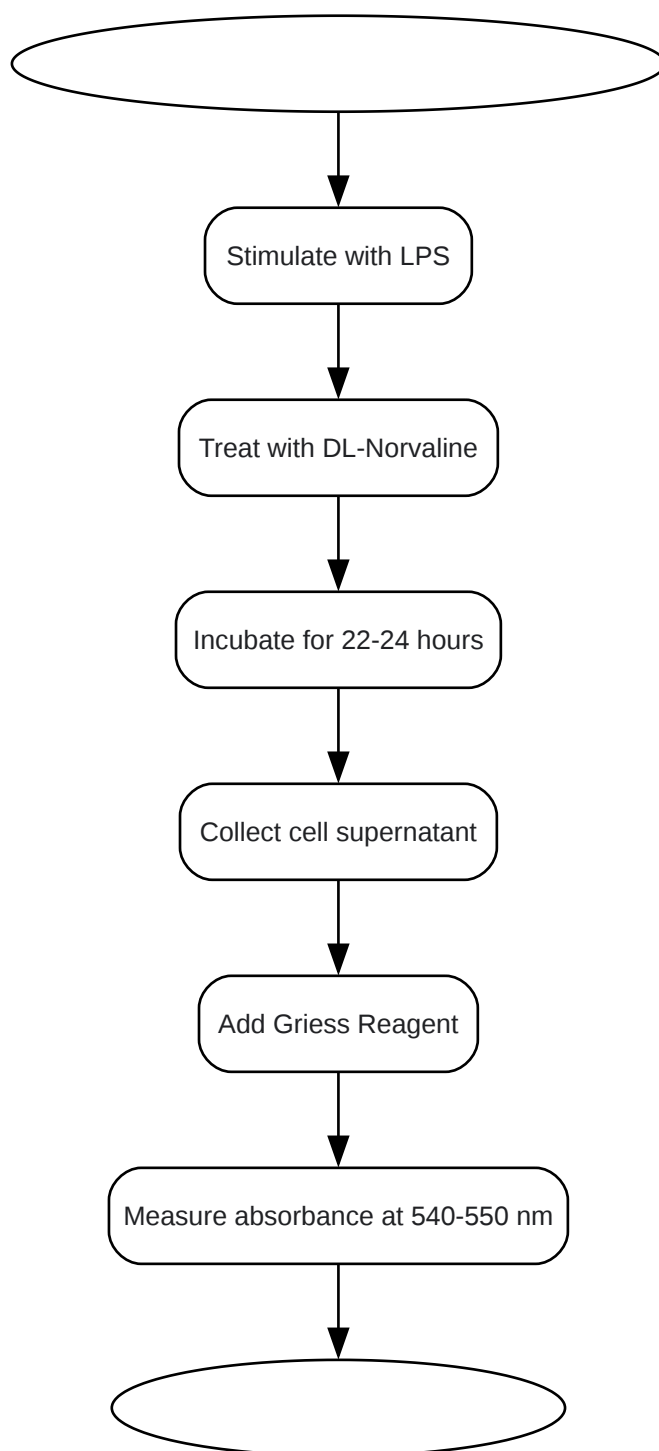 Stimulate with LPS
Treat with DL-Norvaline
Incubate for 22-24 hours
Collect cell supernatant
Add Griess Reagent
Measure absorbance at 540-550 nm